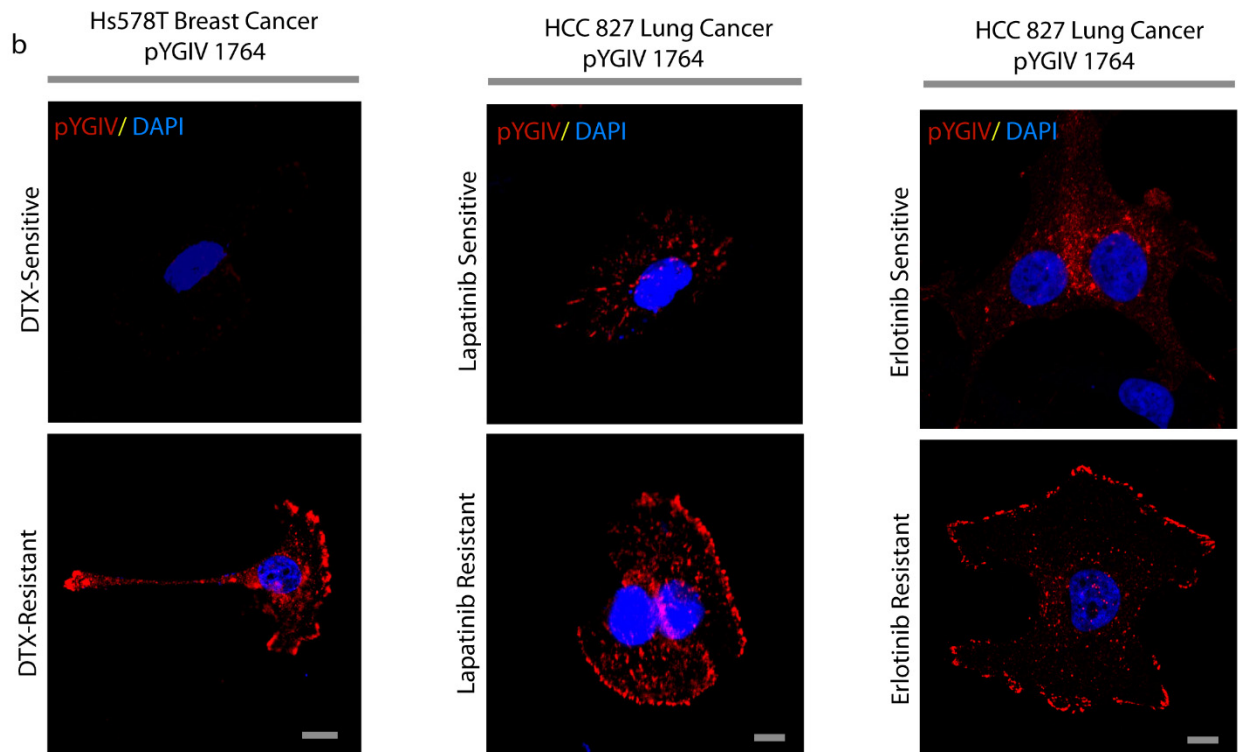 b
Hs578T Breast Cancer
pYGIV 1764
HCC 827 Lung Cancer
pYGIV 1764
HCC 827 Lung Cancer
pYGIV 1764
DTX-Sensitive
pYGIV/ DAPI
Lapatinib Sensitive
pYGIV/ DAPI
Erlotinib Sensitive
pYGIV/ DAPI
DTX-Resistant
Lapatinib Resistant
Erlotinib Resistant